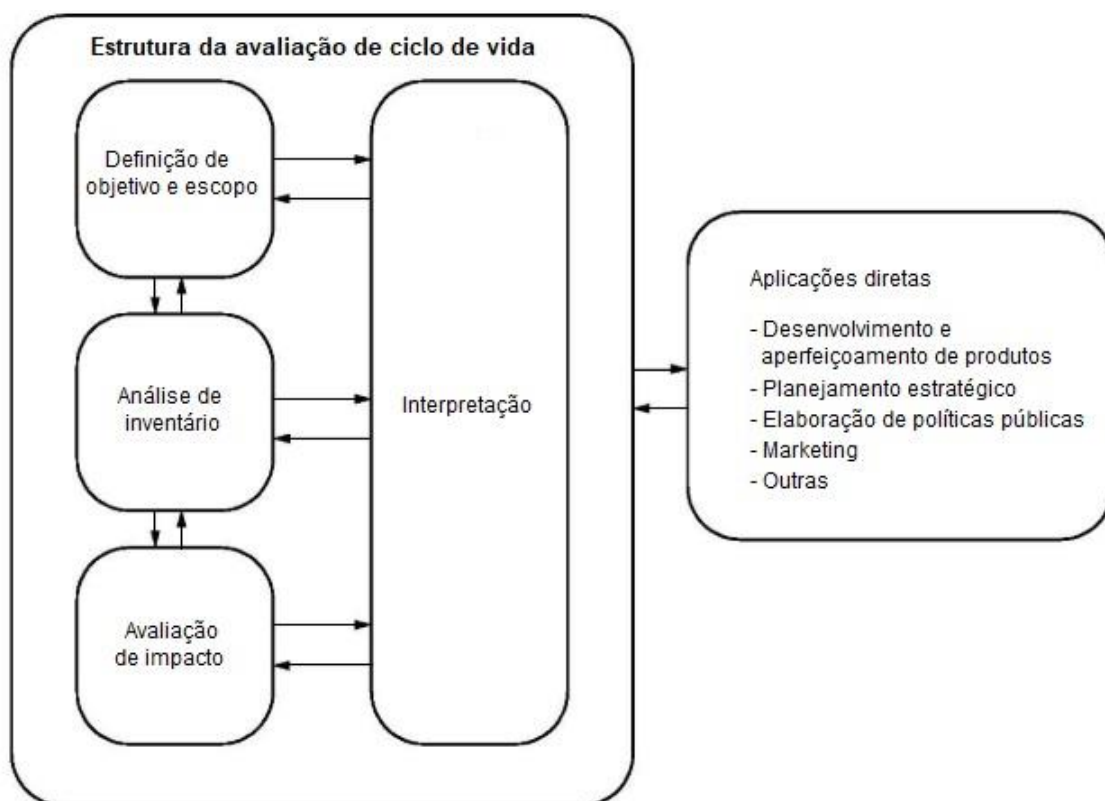 Estrutura da avaliação de ciclo de vida
Definição de
objetivo e escopo
Análise de
inventário
Avaliação
de impacto
Interpretação
Aplicações diretas
- Desenvolvimento e
aperfeiçoamento de produtos
- Planejamento estratégico
- Elaboração de políticas públicas
- Marketing
- Outras